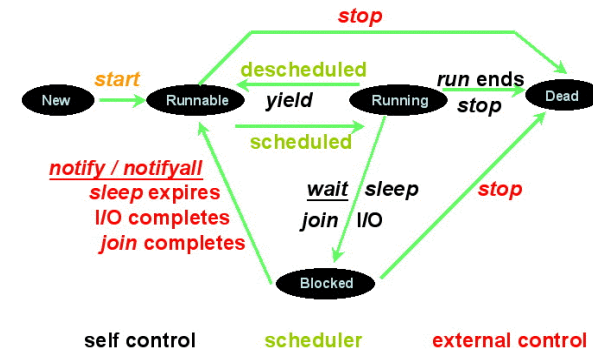 stop
start
descheduled
run ends
New
Runnable
Running
Dead
yield
stop
scheduled
notify / notifyall
sleep expires
I/O completes
join completes
wait sleep
join I/O
stop
Blocked
self control
scheduler
external control